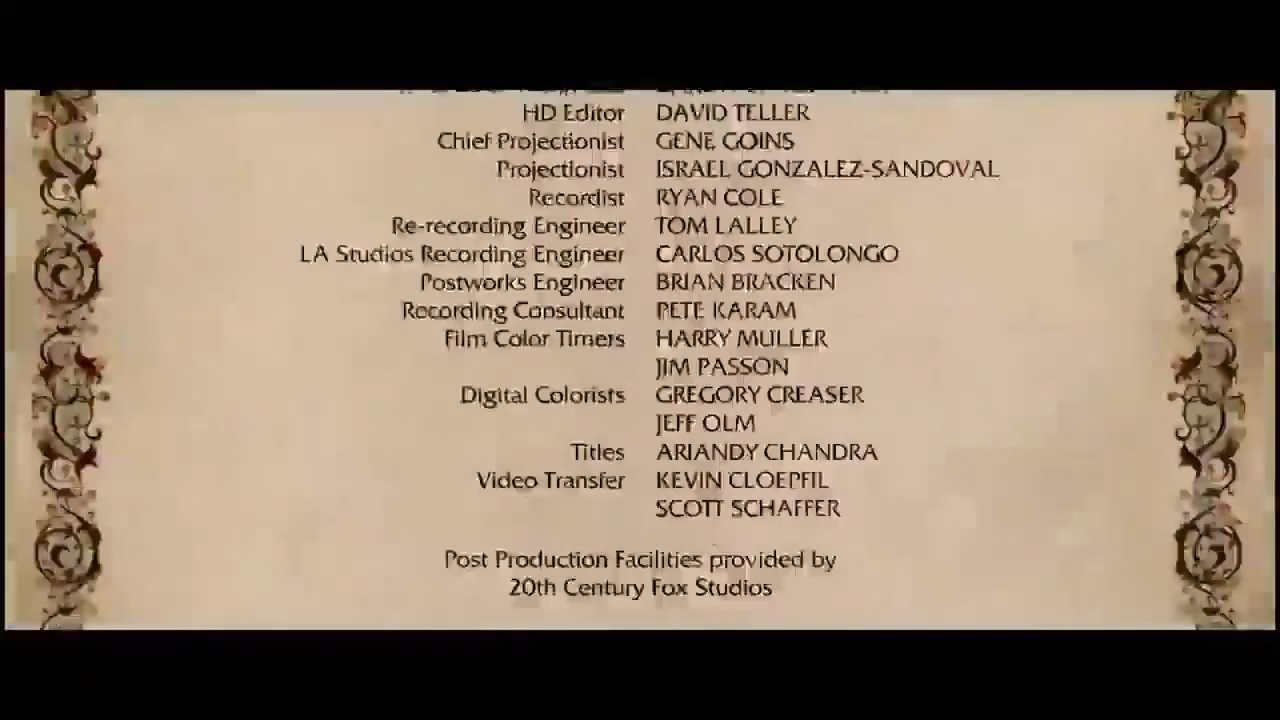 HD Editor DAVID TELLER
Chief Projectionist GENE GOINS
Projectionist ISRAEL GONZALEZ-SANDOVAL
Recordist RYAN COLE
Re-recording Engineer TOM LALLEY
LA Studios Recording Engineer CARLOS SOTOLONGO
Postworks Engineer BRIAN BRACKEN
Recording Consultant PETE KARAM
Film Color Timers HARRY MULLER
JIM PASSON
Digital Colorists GREGORY CREASER
JEFF OLM
Titles ARIANDY CHANDRA
Video Transfer KEVIN CLOEPFIL
SCOTT SCHAFFER
Post Production Facilities provided by
20th Century Fox Studios